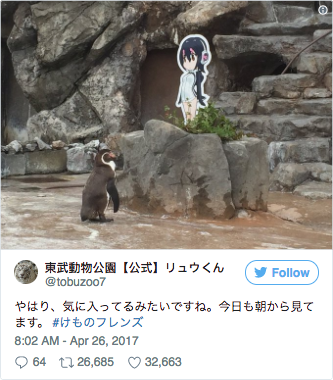 東武動物公園【公式】リュウくん
@tobuzoo7
Follow
やはり、気に入ってるみたいですね。今日も朝から見て
ます。 #けものフレンズ
8:02 AM - Apr 26, 2017
64 26,685 32,663